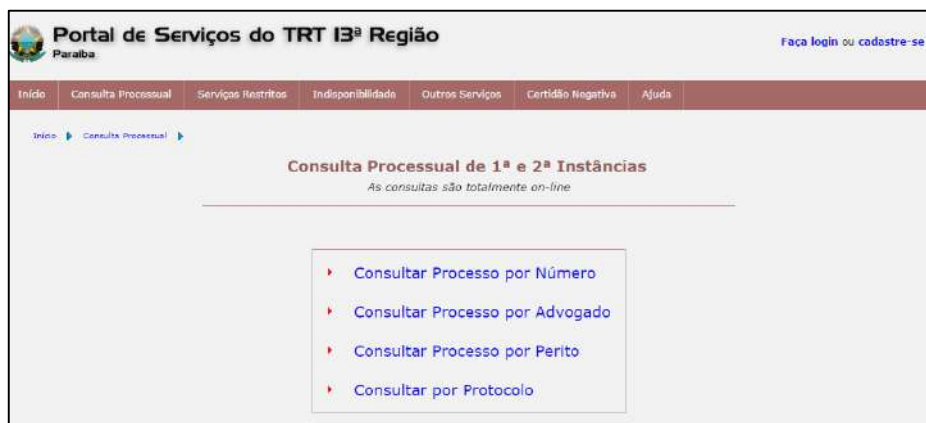 Portal de Serviços do TRT 13ª Região
Paraíba
Faça login ou cadastre-se
Início Consulta Processual Serviços Restritos Indisponibilidade Outros Serviços Certidão Negativa Ajuda
Início Consulta Processual
Consulta Processual de 1ª e 2ª Instâncias
As consultas são totalmente on-line
Consultar Processo por Número
Consultar Processo por Advogado
Consultar Processo por Perito
Consultar por Protocolo